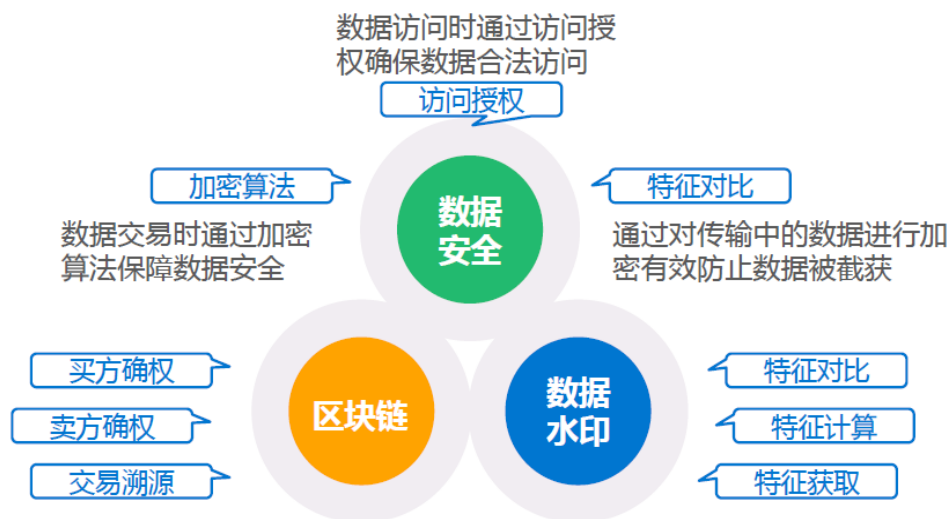 数据访问时通过访问授
权确保数据合法访问
访问授权
加密算法
数据交易时通过加密
算法保障数据安全
数据
安全
特征对比
通过对传输中的数据进行加
密有效防止数据被截获
买方确权
卖方确权
交易溯源
区块链
数据
水印
特征对比
特征计算
特征获取